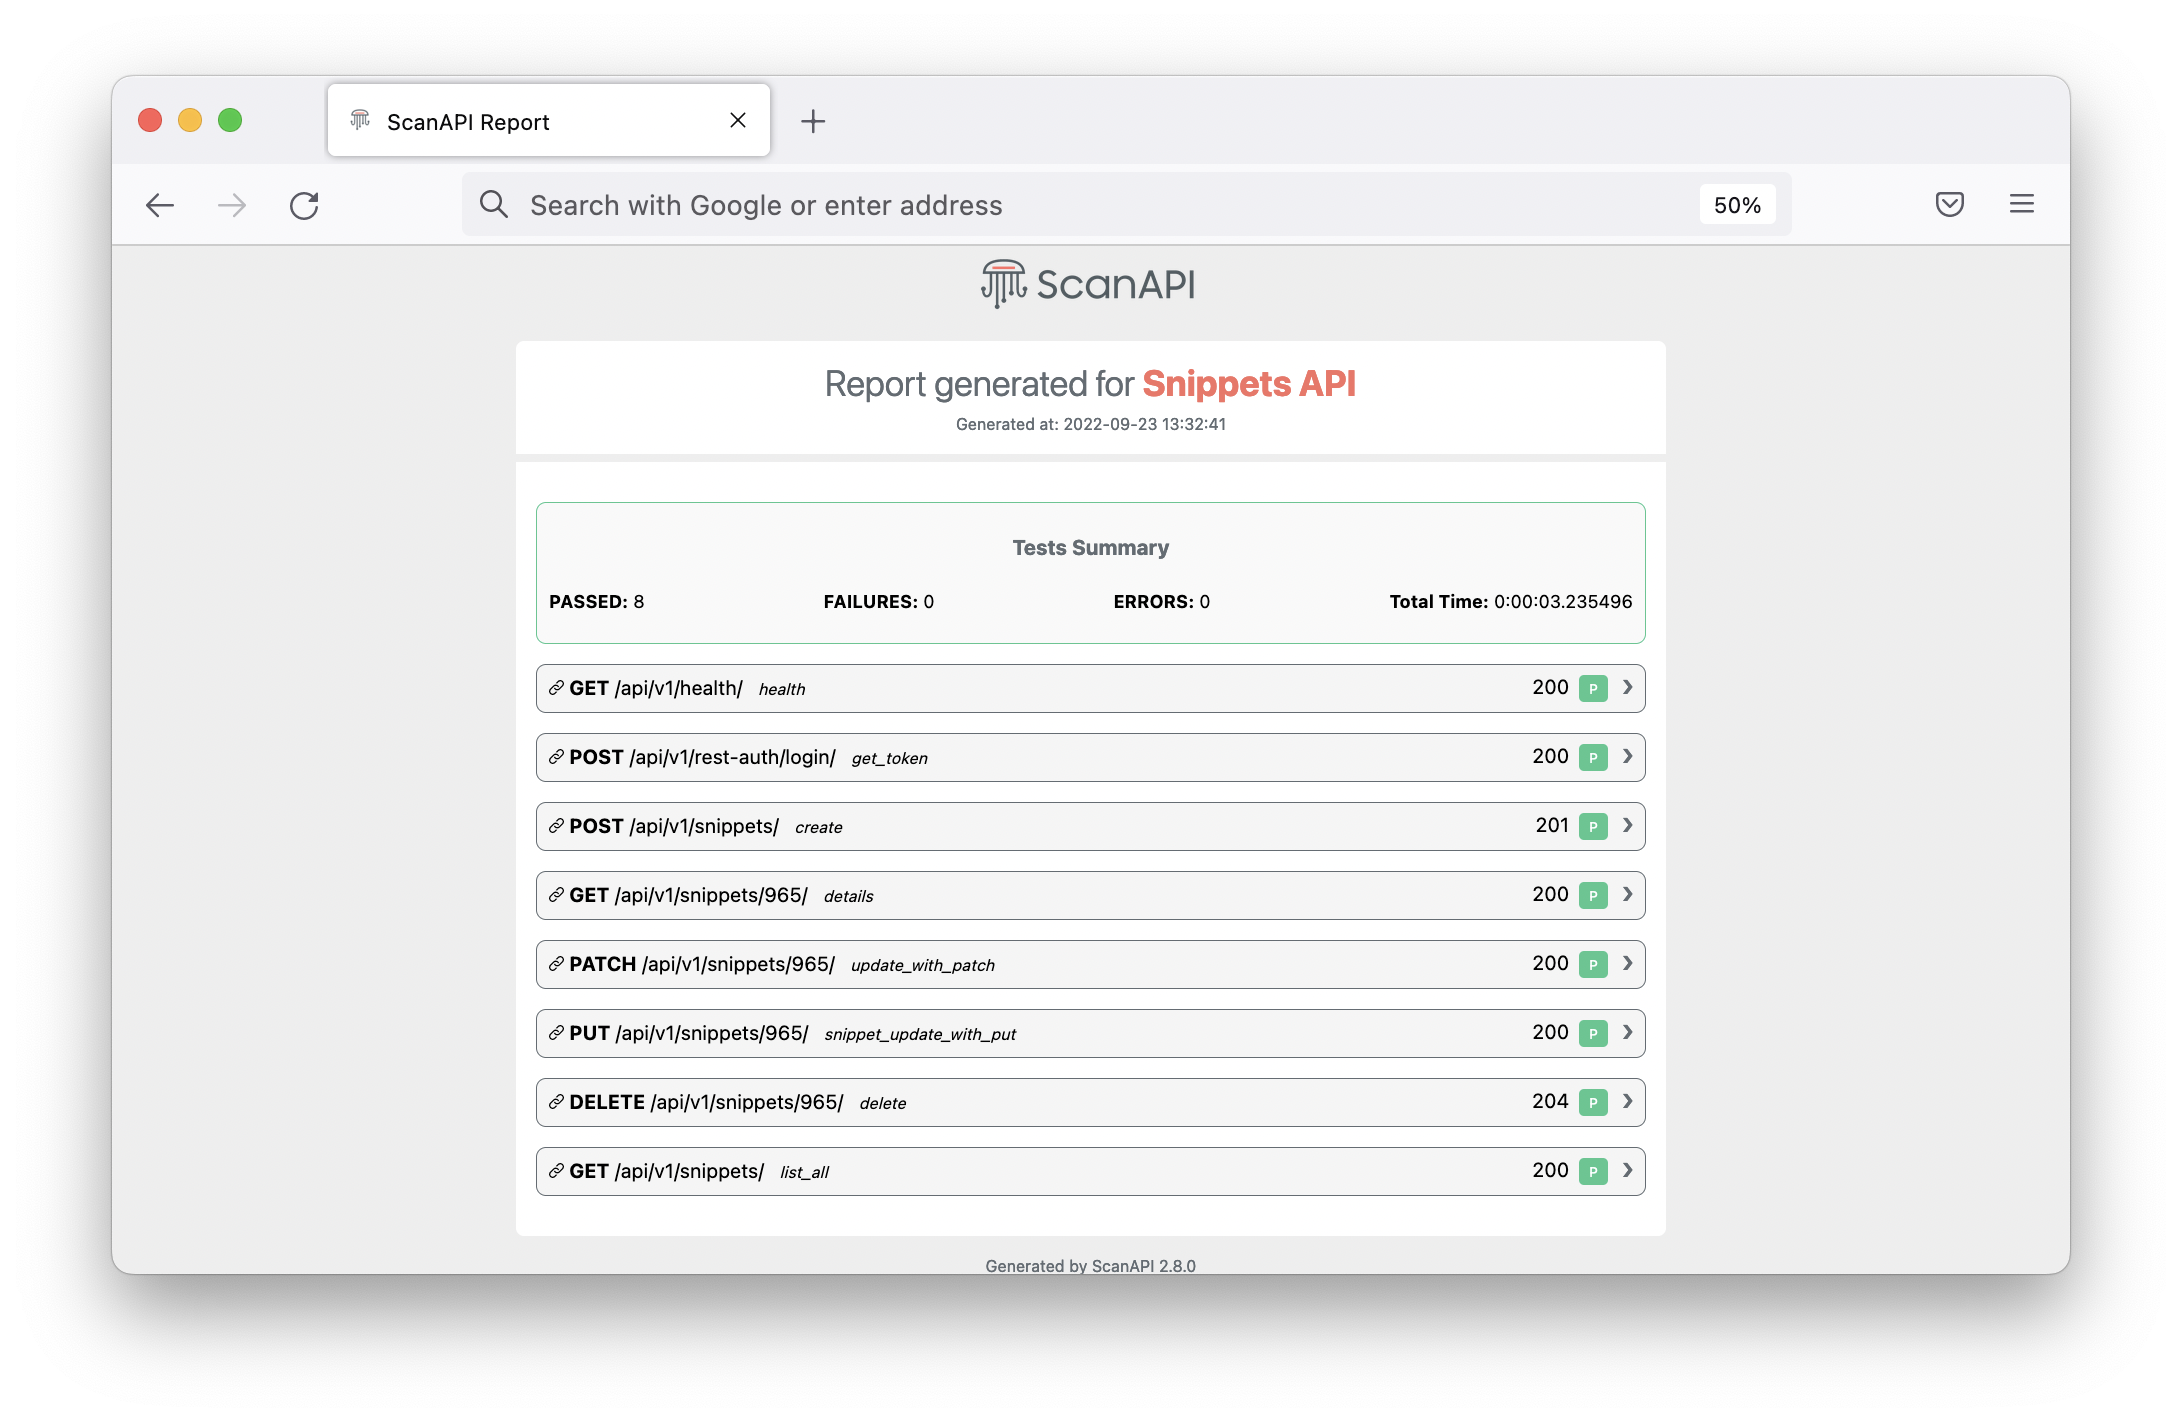 ScanAPI Report
Search with Google or enter address
50%
ScanAPI
Report generated for Snippets API
Generated at: 2022-09-23 13:32:41
Tests Summary
PASSED: 8 FAILURES: 0 ERRORS: 0 Total Time: 0:00:03.235496
GET /api/v1/health/ health 200 P
POST /api/v1/rest-auth/login/ get_token 200 P
POST /api/v1/snippets/ create 201 P
GET /api/v1/snippets/965/ details 200 P
PATCH /api/v1/snippets/965/ update_with_patch 200 P
PUT /api/v1/snippets/965/ snippet_update_with_put 200 P
DELETE /api/v1/snippets/965/ delete 204 P
GET /api/v1/snippets/ list_all 200 P
Generated by ScanAPI 2.8.0